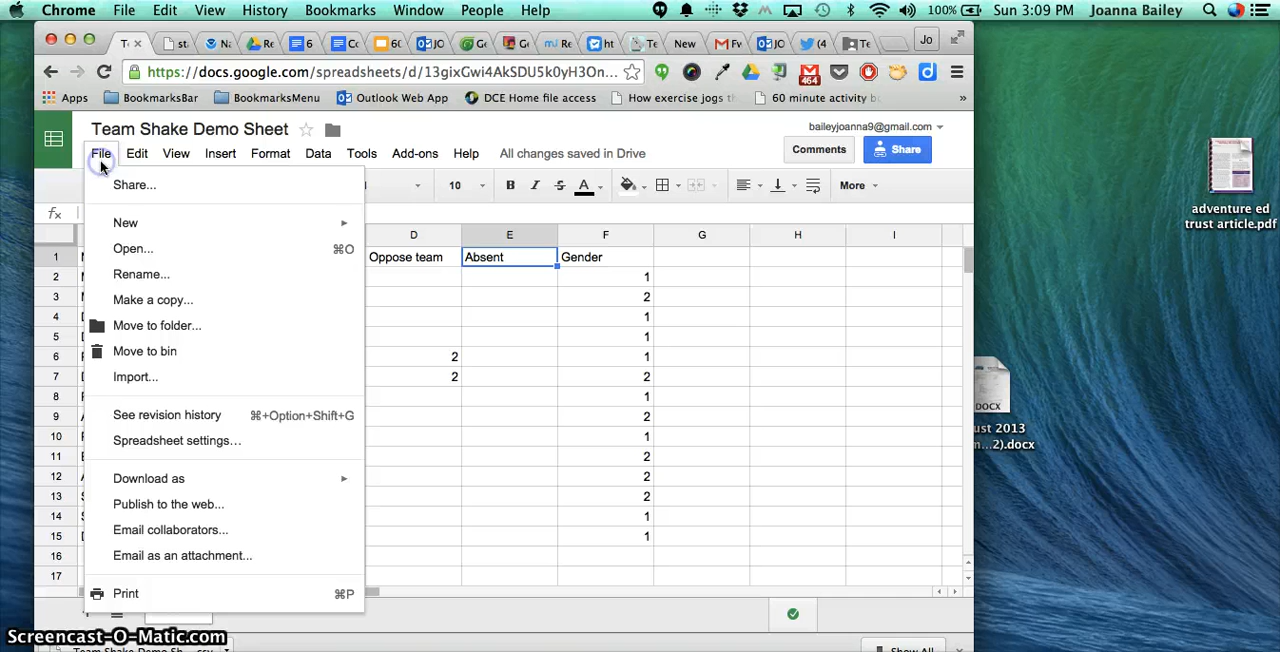 Chrome File Edit View History Bookmarks Window People Help 100% Sun 3:09 PM Joanna Bailey
Jo
https://docs.google.com/spreadsheets/d/13gixGwi4AkSDU5k0yH3On... 464
Apps BookmarksBar BookmarksMenu Outlook Web App DCE Home file access How exercise jogs th 60 minute activity b »
Team Shake Demo Sheet
baileyjoanna9@gmail.com
File Edit View Insert Format Data Tools Add-ons Help All changes saved in Drive Comments Share
10 B I S A More
fx
Share...
New
Open... ⌘O
Rename...
Make a copy...
Move to folder...
Move to bin
Import...
See revision history ⌘+Option+Shift+G
Spreadsheet settings...
Download as
Publish to the web...
Email collaborators...
Email as an attachment...
Print ⌘P
D E F G H I
1 Oppose team Absent Gender
2 1
3 2
4 1
5 1
6 2 1
7 2 2
8 1
9 2
10 1
11 2
12 2
13 2
14 1
15 1
16
17
adventure ed
trust article.pdf
DOCX
ust 2013
...2).docx
Screencast-O-Matic.com
Team Shake Demo Sh....csv Show All